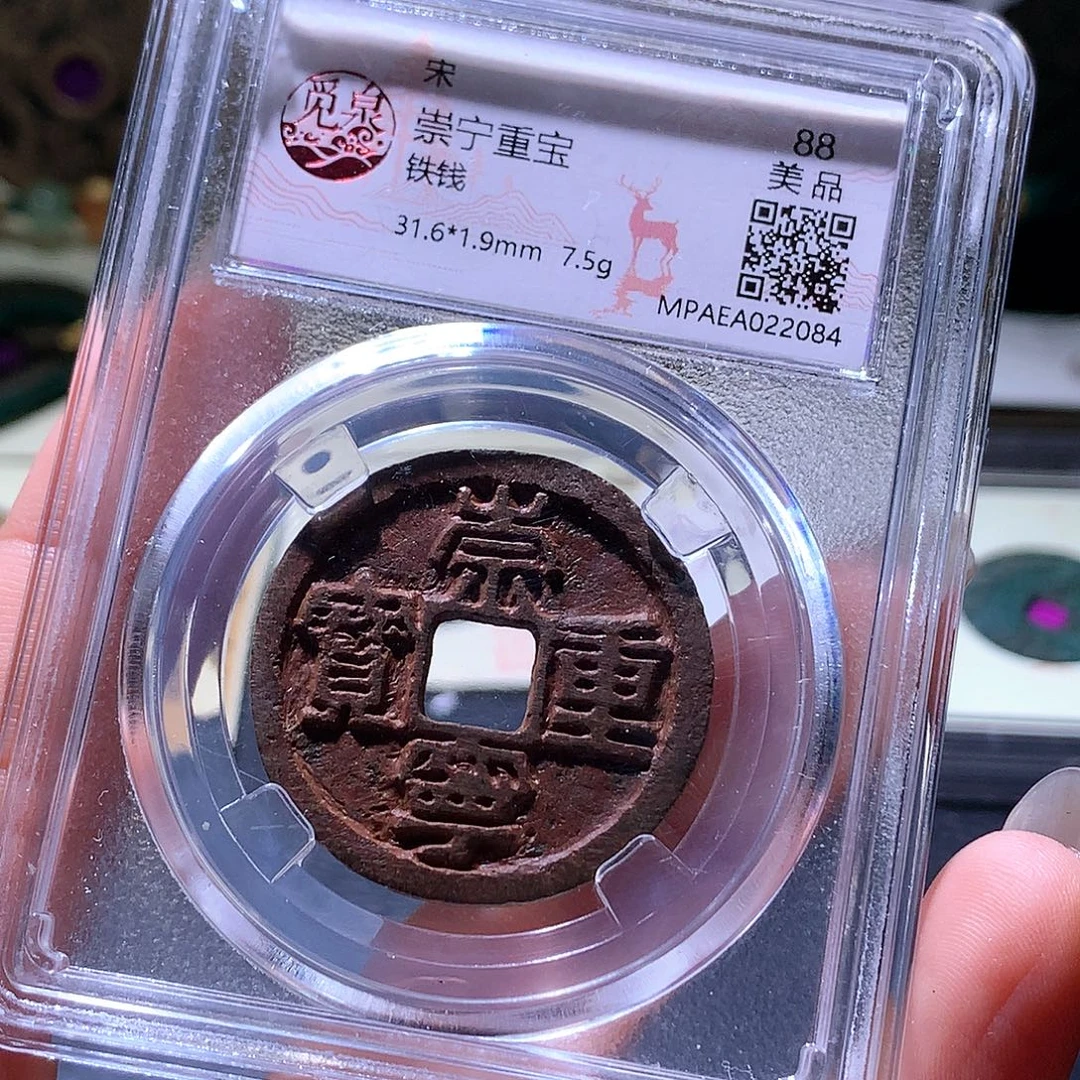 宋
觅泉
崇宁重宝
铁钱
31.6*1.9mm 7.5g
88
美品
MPAEA022084
崇
寶 重
寧